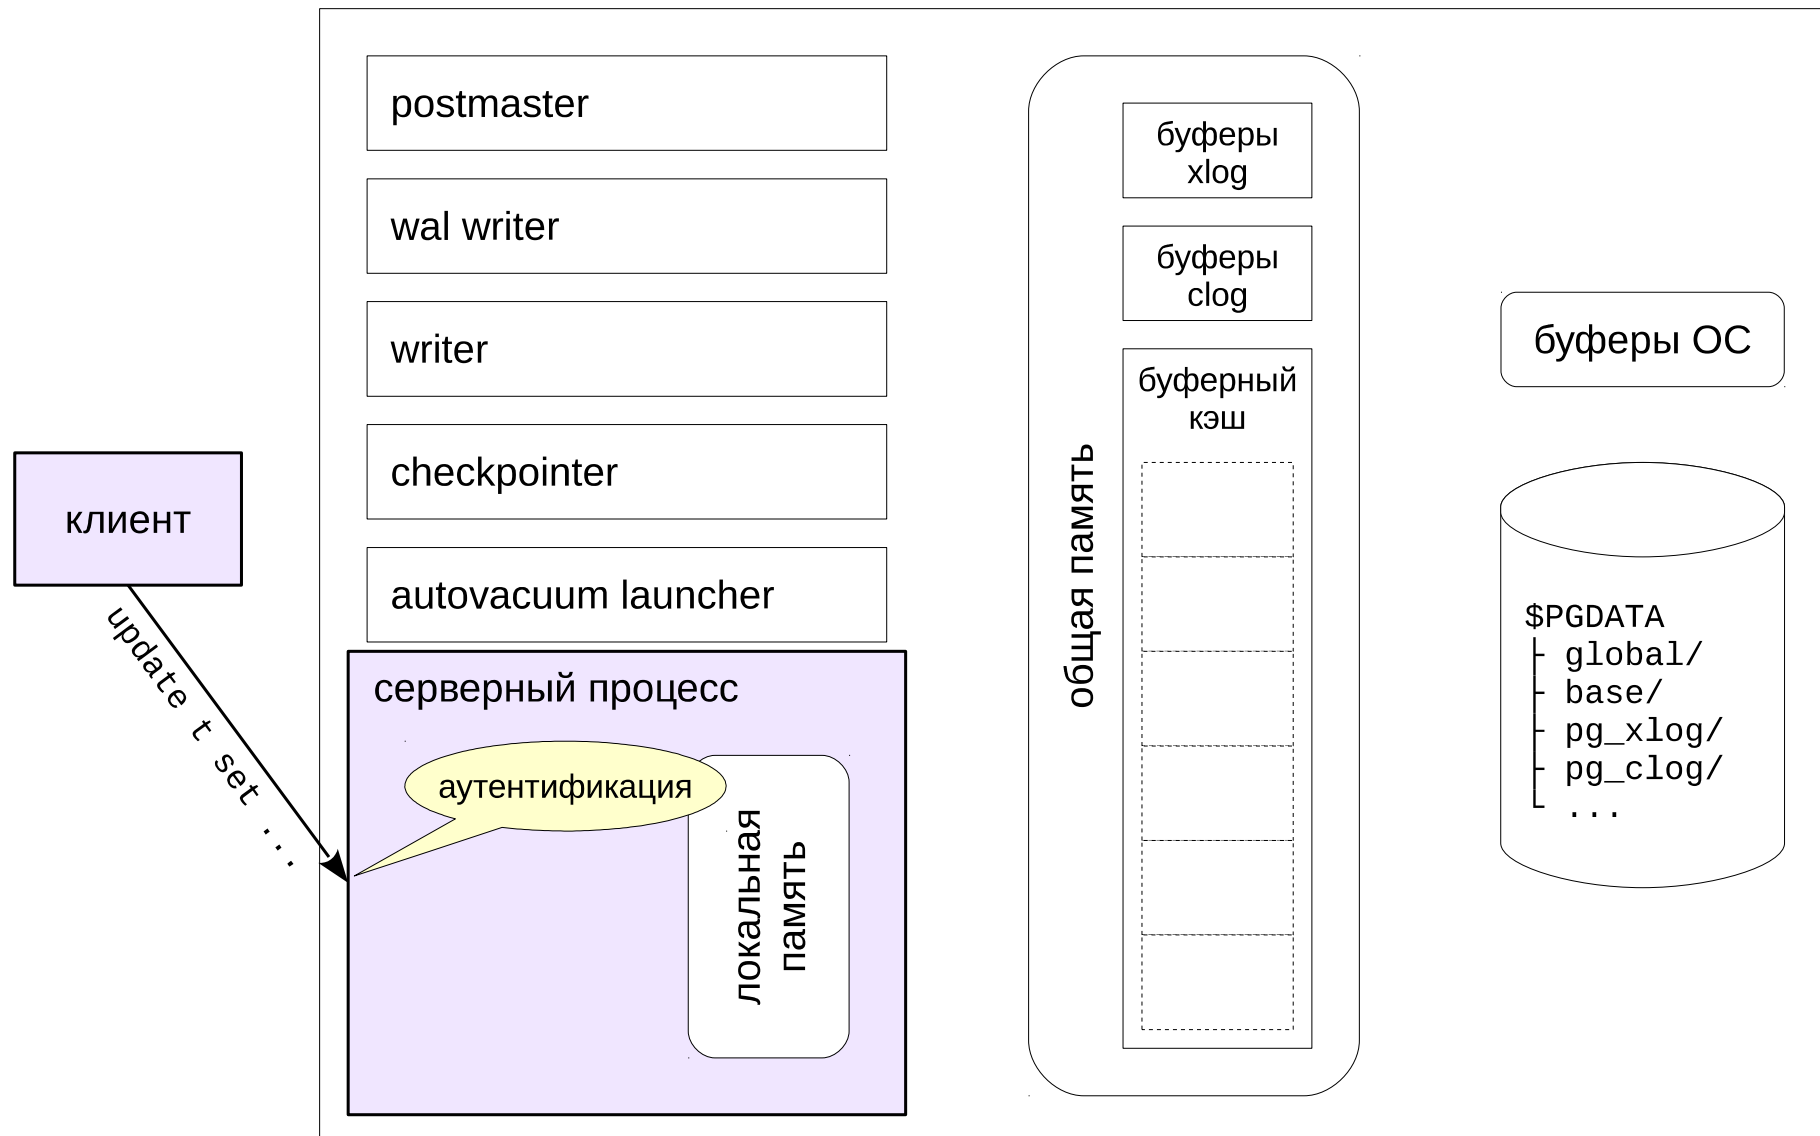 postmaster
wal writer
writer
checkpointer
autovacuum launcher
клиент
update t set ...
серверный процесс
аутентификация
локальная
память
общая память
буферы
xlog
буферы
clog
буферный
кэш
буферы ОС
$PGDATA
├ global/
├ base/
├ pg_xlog/
├ pg_clog/
└ ...